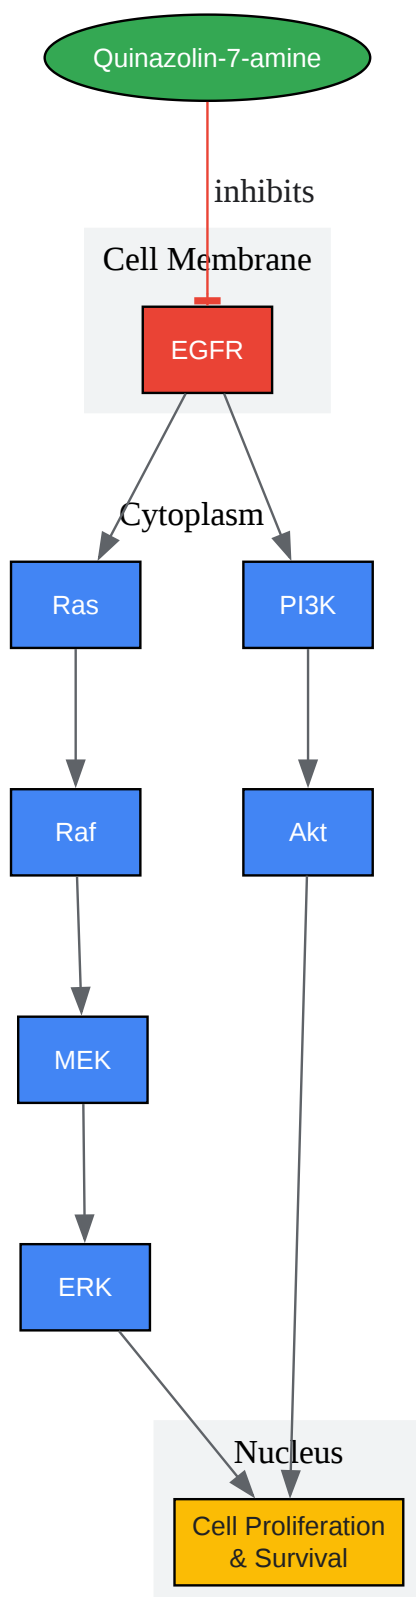 Quinazolin-7-amine
inhibits
Cell Membrane
EGFR
Cytoplasm
Ras
PI3K
Raf
Akt
MEK
ERK
Nucleus
Cell Proliferation
& Survival